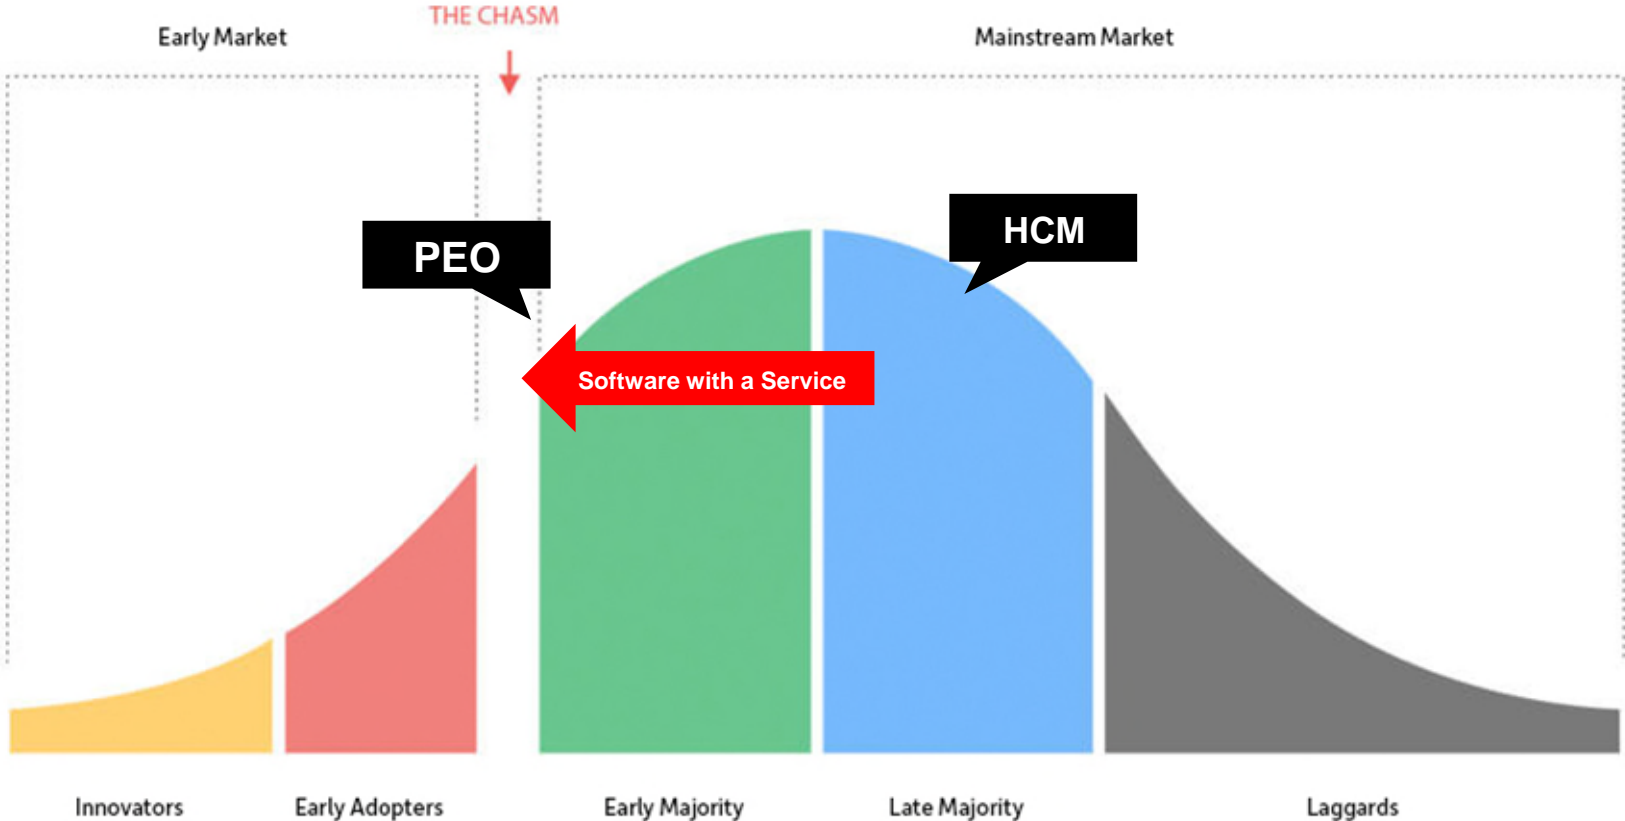 THE CHASM
Early Market
Mainstream Market
PEO
HCM
Software with a Service
Innovators
Early Adopters
Early Majority
Late Majority
Laggards